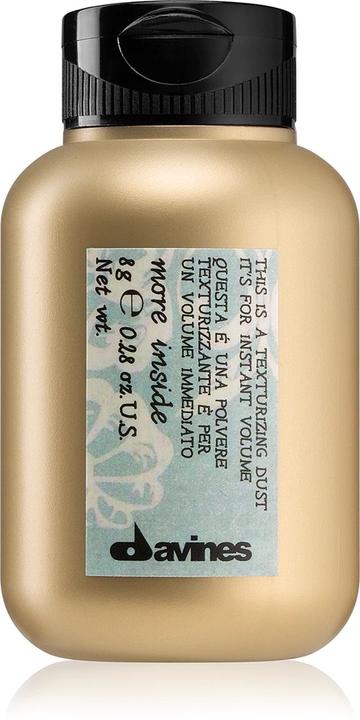 THIS IS A TEXTURIZING DUST
IT'S FOR INSTANT VOLUME
QUESTA É UNA POLVERE
TEXTURIZZANTE É PER
UN VOLUME IMMEDIATO
more inside
8g e 0.28 oz.U.S.
Net wt.
davines